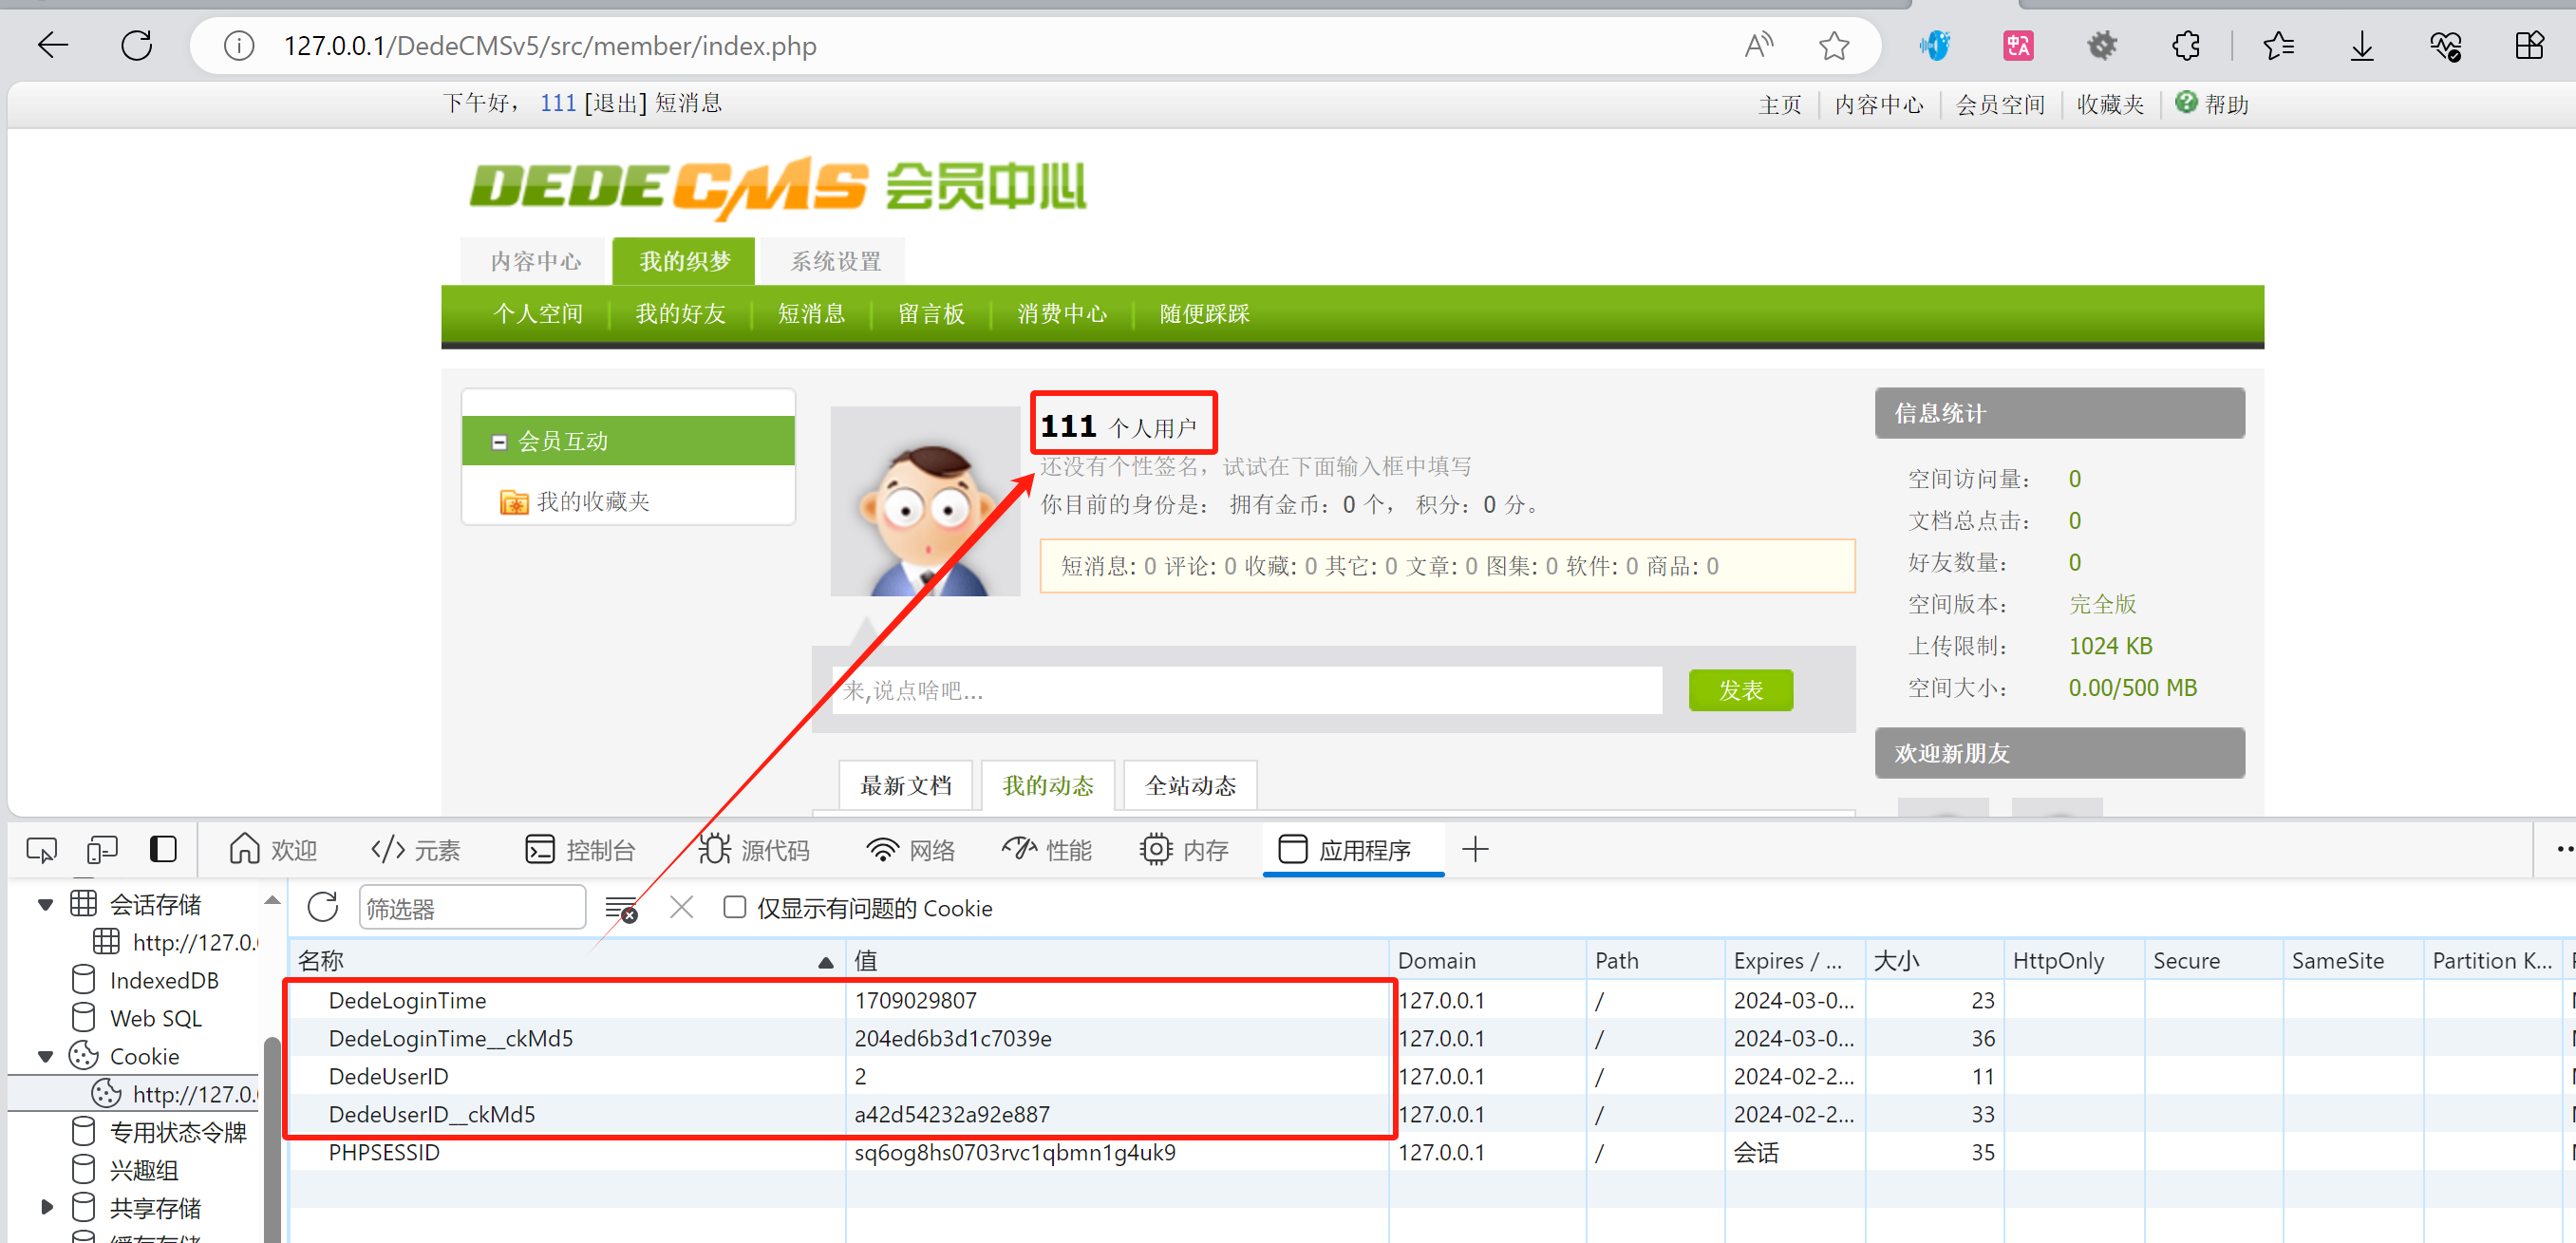 127.0.0.1/DedeCMSv5/src/member/index.php
下午好， 111 [退出] 短消息
主页 内容中心 会员空间 收藏夹 帮助
DEDECMS 会员中心
内容中心 我的织梦 系统设置
个人空间 我的好友 短消息 留言板 消费中心 随便踩踩
会员互动
我的收藏夹
111 个人用户
还没有个性签名，试试在下面输入框中填写
你目前的身份是： 拥有金币：0 个， 积分：0 分。
短消息: 0 评论: 0 收藏: 0 其它: 0 文章: 0 图集: 0 软件: 0 商品: 0
来,说点啥吧...
发表
最新文档 我的动态 全站动态
信息统计
空间访问量： 0
文档总点击： 0
好友数量： 0
空间版本： 完全版
上传限制： 1024 KB
空间大小： 0.00/500 MB
欢迎新朋友
欢迎 元素 控制台 源代码 网络 性能 内存 应用程序
会话存储
http://127.0.
IndexedDB
Web SQL
Cookie
http://127.0.
专用状态令牌
兴趣组
共享存储
缓存存储
筛选器
仅显示有问题的 Cookie
名称 值 Domain Path Expires / ... 大小 HttpOnly Secure SameSite Partition K...
DedeLoginTime 1709029807 127.0.0.1 / 2024-03-0... 23
DedeLoginTime__ckMd5 204ed6b3d1c7039e 127.0.0.1 / 2024-03-0... 36
DedeUserID 2 127.0.0.1 / 2024-02-2... 11
DedeUserID__ckMd5 a42d54232a92e887 127.0.0.1 / 2024-02-2... 33
PHPSESSID sq6og8hs0703rvc1qbmn1g4uk9 127.0.0.1 / 会话 35